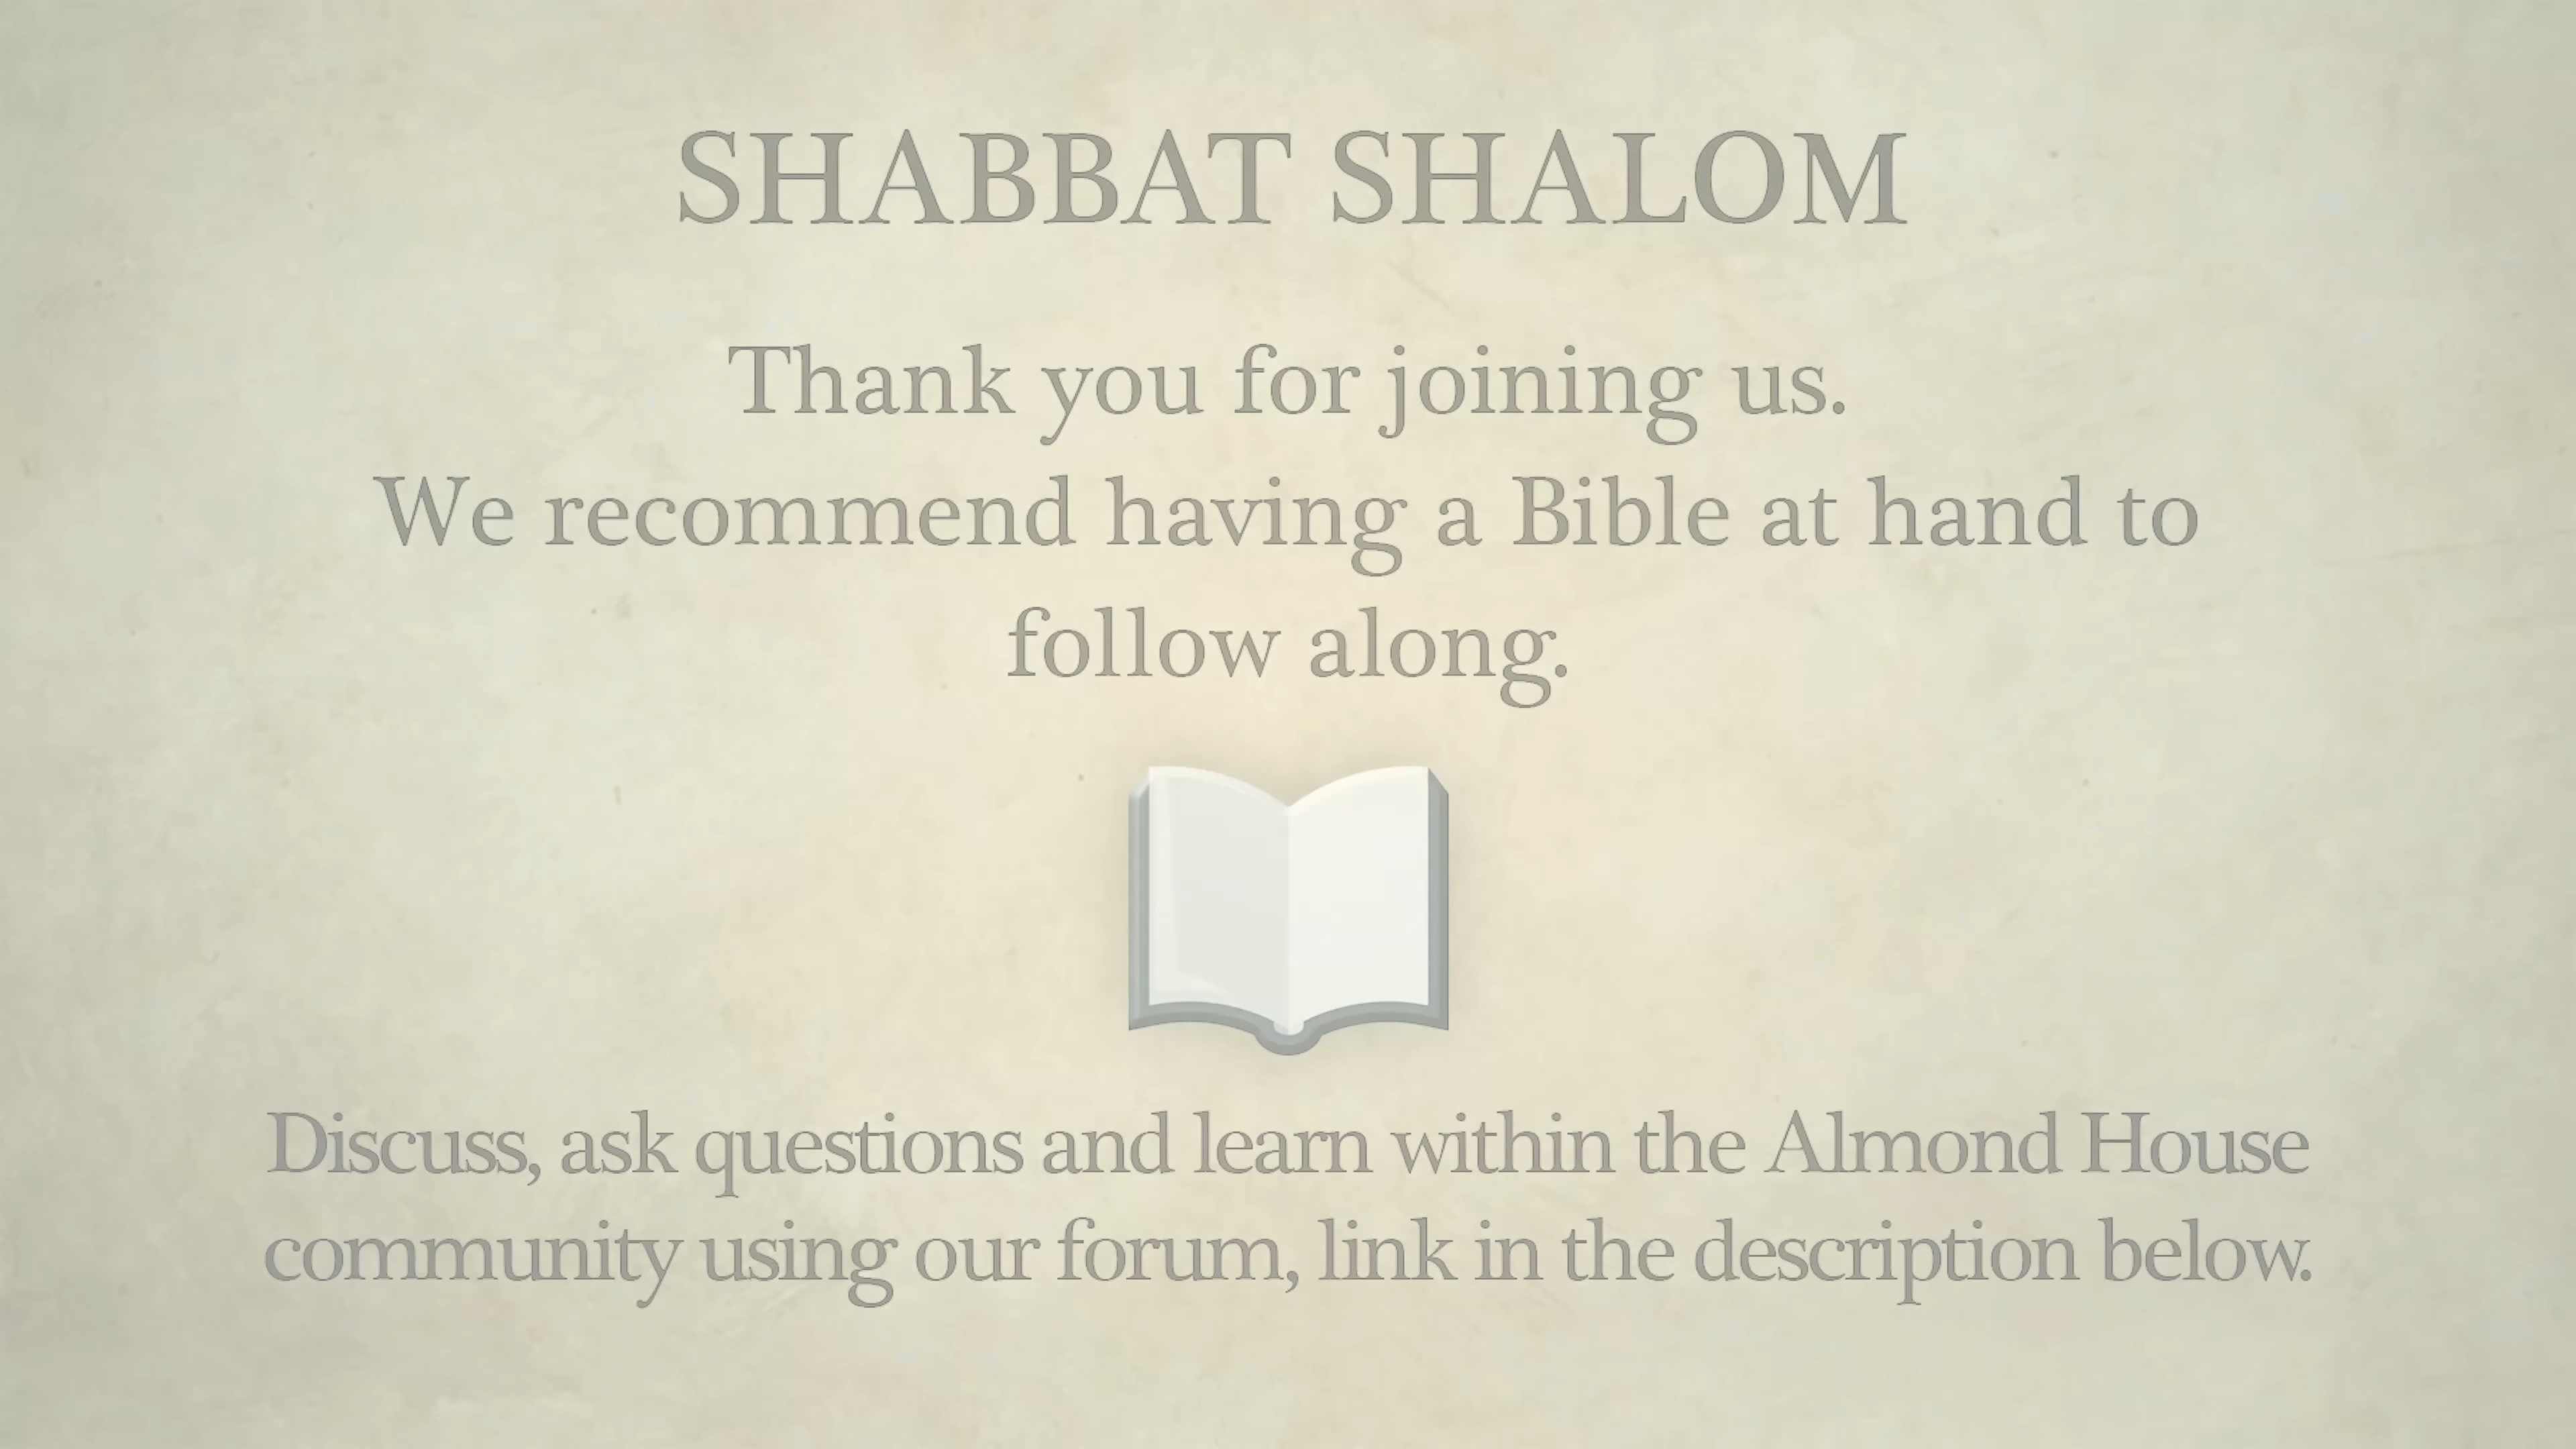 SHABBAT SHALOM
Thank you for joining us.
We recommend having a Bible at hand to
follow along.
Discuss, ask questions and learn within the Almond House
community using our forum, link in the description below.